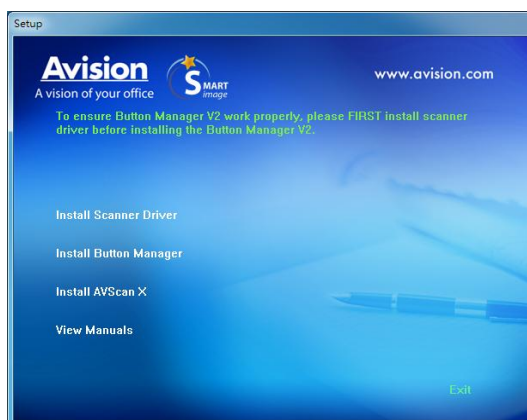 Setup
Avision
A vision of your office
SMART
image
www.avision.com
To ensure Button Manager V2 work properly, please FIRST install scanner
driver before installing the Button Manager V2.
Install Scanner Driver
Install Button Manager
Install AVScan X
View Manuals
Exit